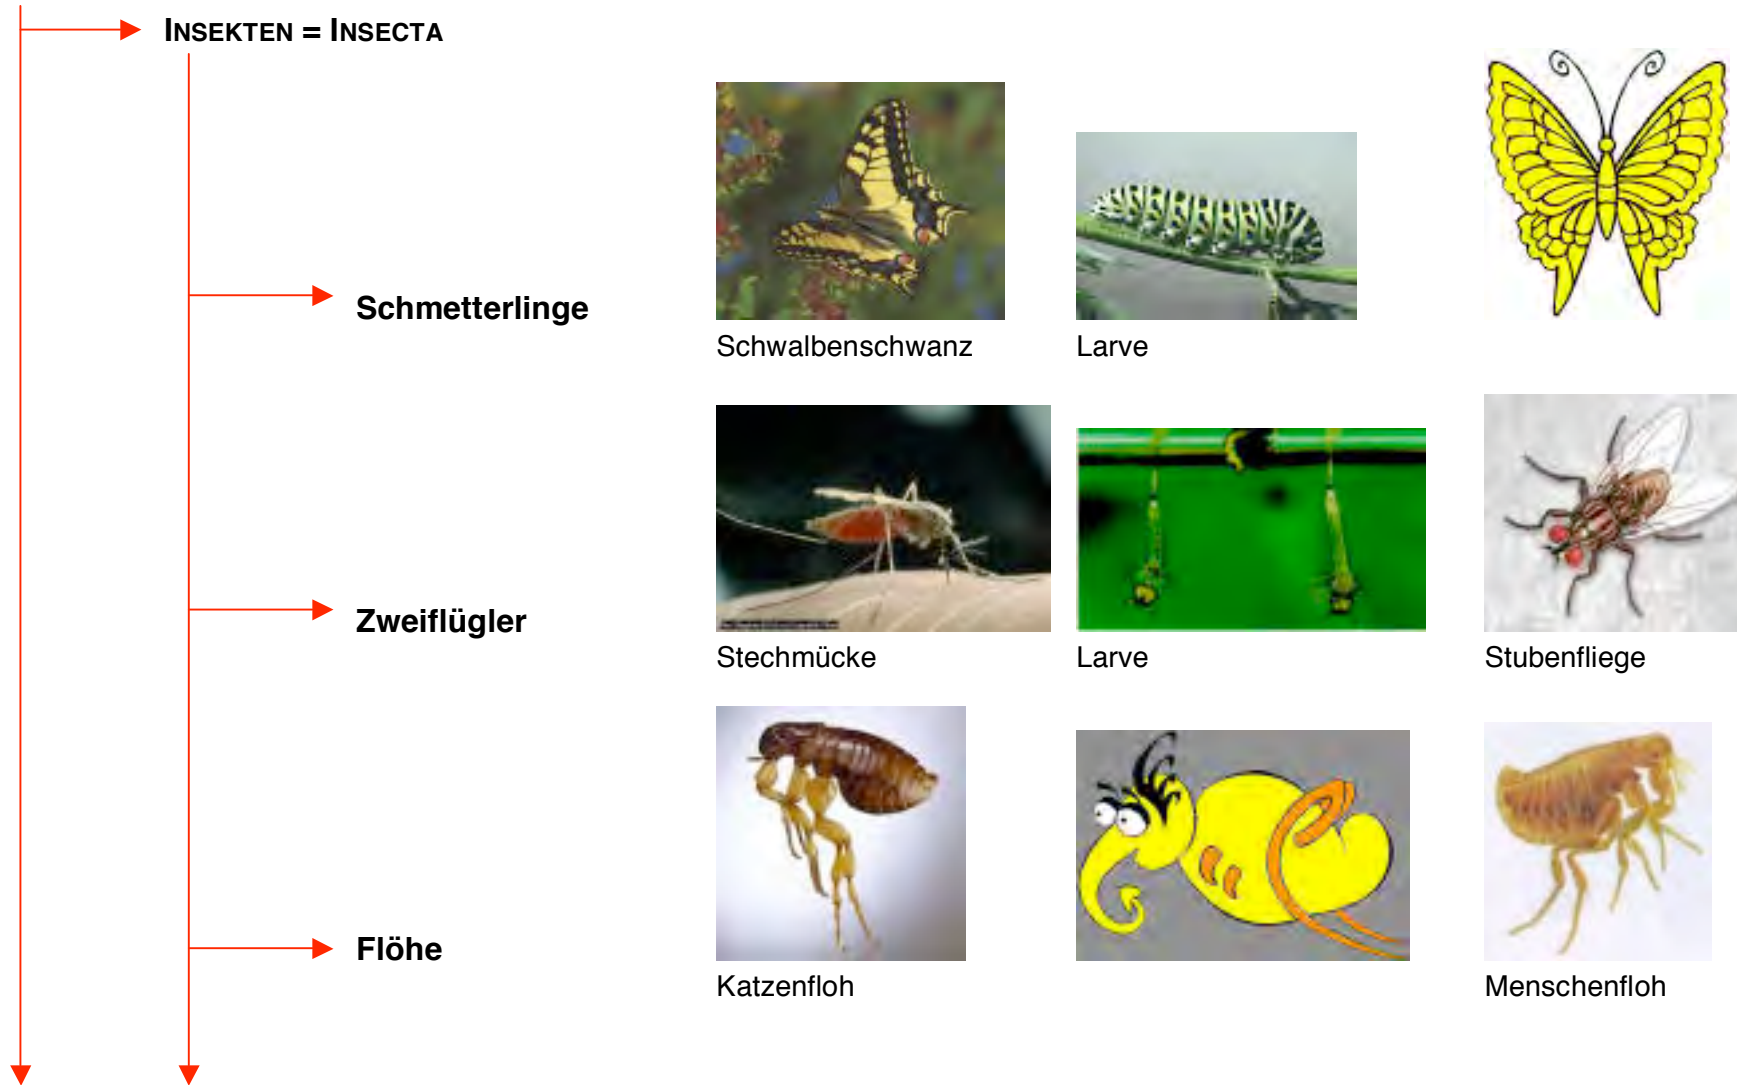 INSEKTEN = INSECTA
Schmetterlinge
Schwalbenschwanz
Larve
Zweiflügler
Stechmücke
Larve
Stubenfliege
Flöhe
Katzenfloh
Menschenfloh